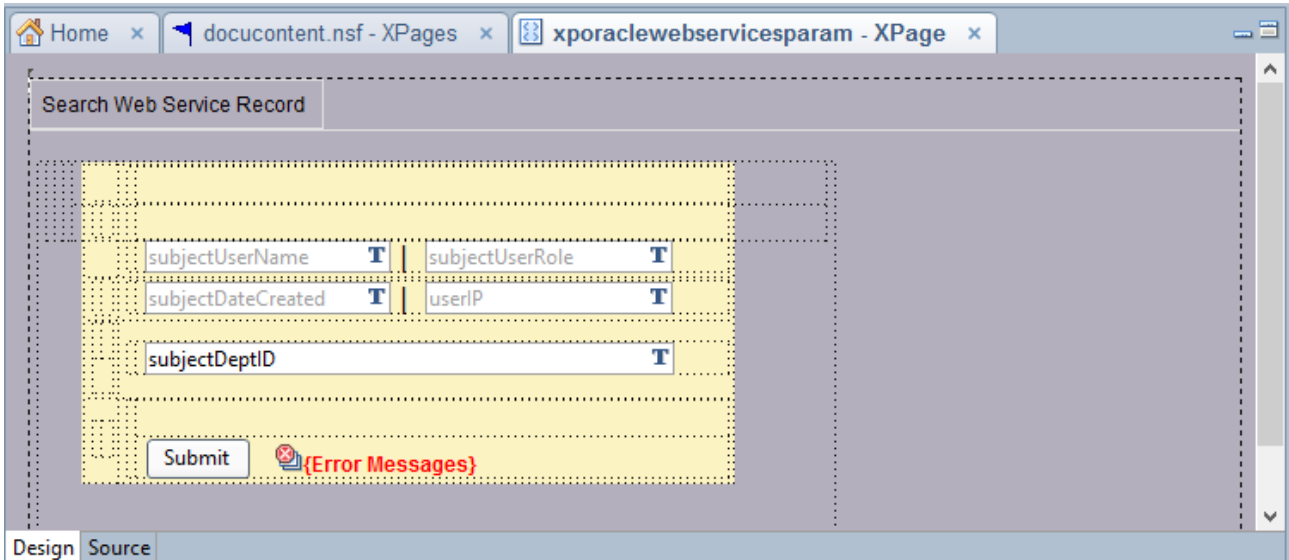 Home docucontent.nsf - XPages xporaclewebservicesparam - XPage
Search Web Service Record
subjectUserName T | subjectUserRole T
subjectDateCreated T | userIP T
subjectDeptID T
Submit {Error Messages}
Design Source